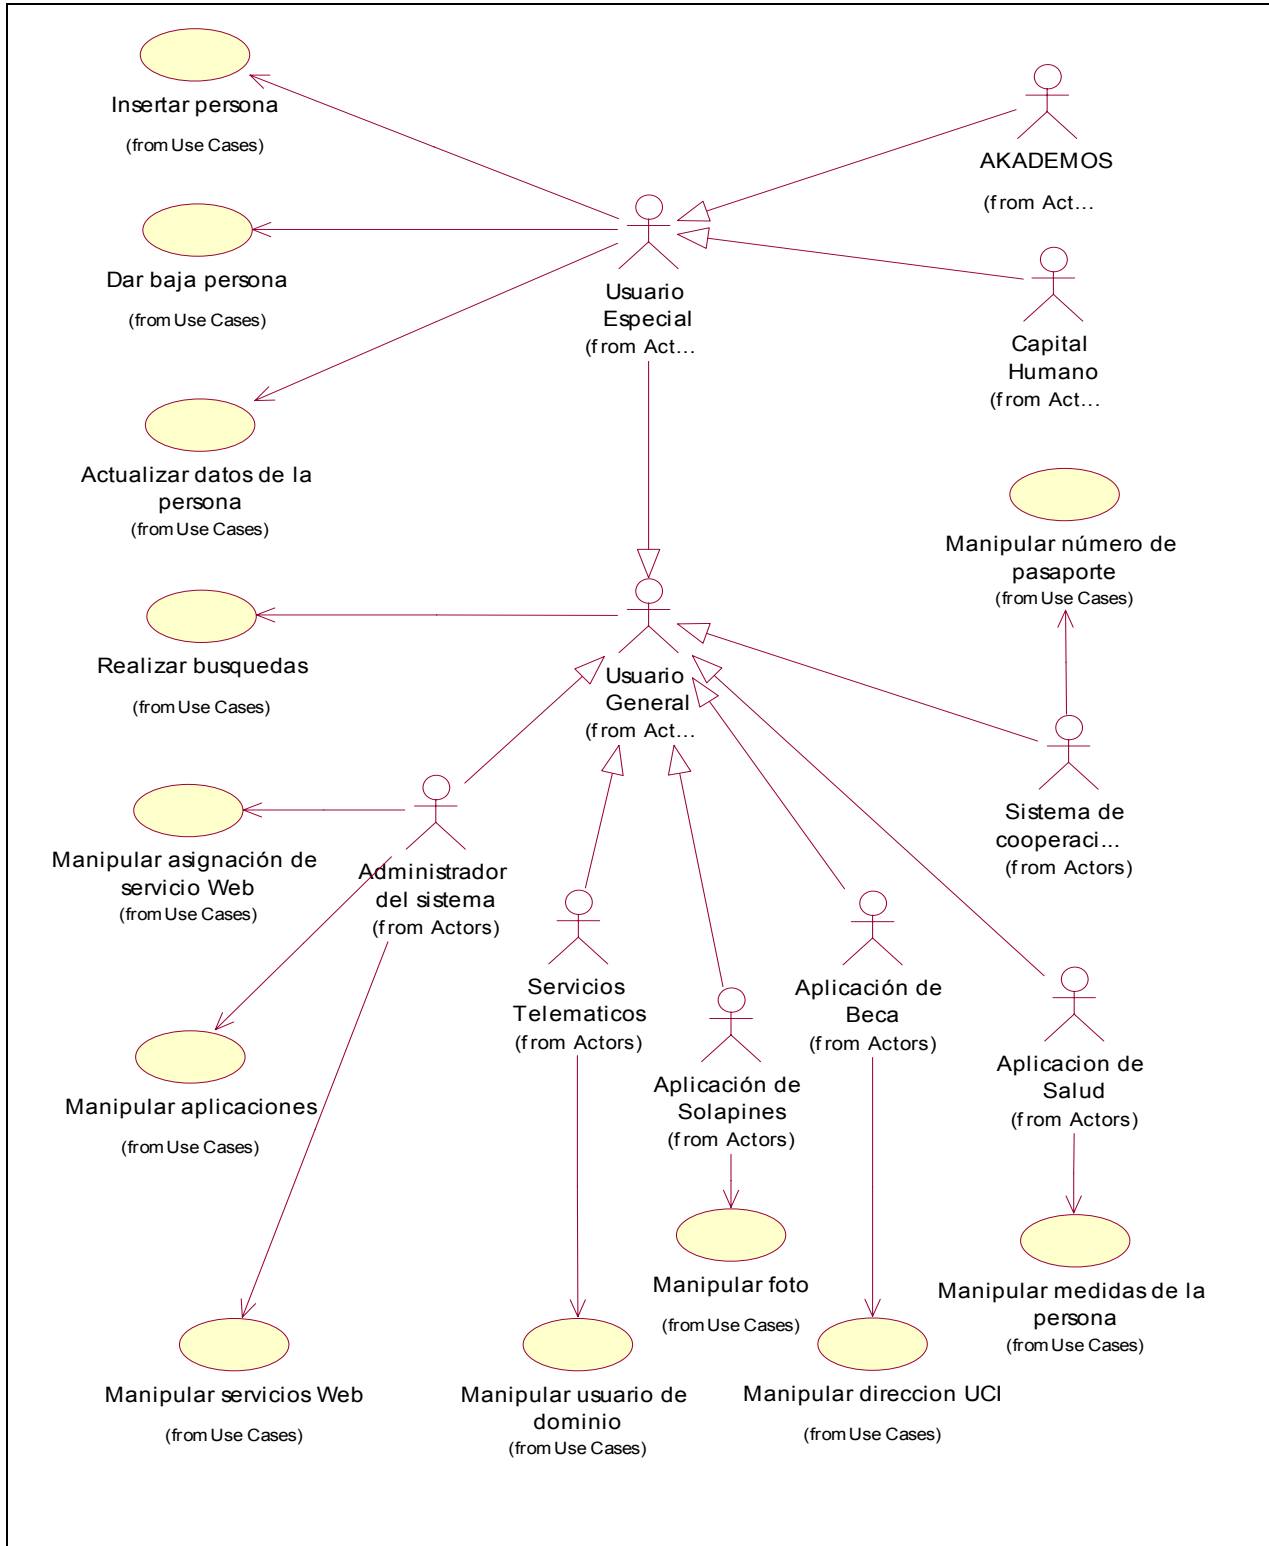 Insertar persona
(from Use Cases)
AKADEMOS
(from Act...
Dar baja persona
(from Use Cases)
Usuario
Especial
(from Act...
Capital
Humano
(from Act...
Actualizar datos de la
persona
(from Use Cases)
Manipular número de
pasaporte
(from Use Cases)
Realizar busquedas
(from Use Cases)
Usuario
General
(from Act...
Sistema de
cooperaci...
(from Actors)
Manipular asignación de
servicio Web
(from Use Cases)
Administrador
del sistema
(from Actors)
Servicios
Telematicos
(from Actors)
Aplicación de
Beca
(from Actors)
Aplicación de
Solapines
(from Actors)
Aplicacion de
Salud
(from Actors)
Manipular aplicaciones
(from Use Cases)
Manipular foto
(from Use Cases)
Manipular medidas de la
persona
(from Use Cases)
Manipular servicios Web
(from Use Cases)
Manipular usuario de
dominio
(from Use Cases)
Manipular direccion UCI
(from Use Cases)